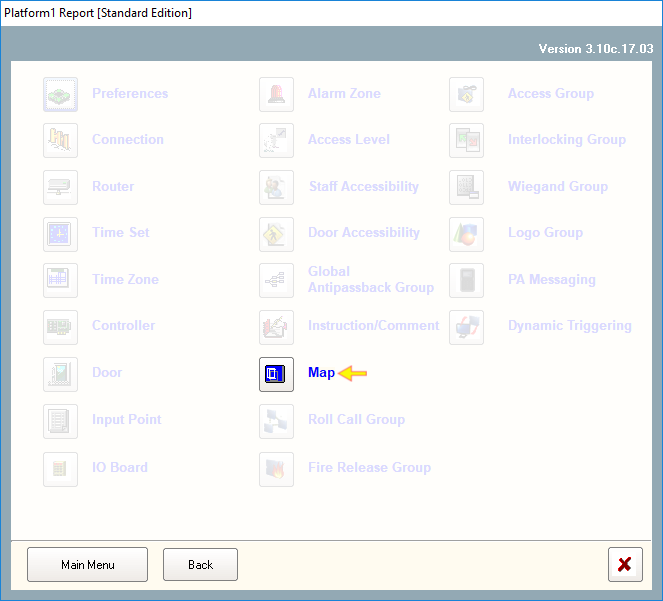 Platform1 Report [Standard Edition]
Version 3.10c.17.03
Preferences
Connection
Router
Time Set
Time Zone
Controller
Door
Input Point
IO Board
Alarm Zone
Access Level
Staff Accessibility
Door Accessibility
Global
Antipassback Group
Instruction/Comment
Map
Roll Call Group
Fire Release Group
Access Group
Interlocking Group
Wiegand Group
Logo Group
PA Messaging
Dynamic Triggering
Main Menu
Back